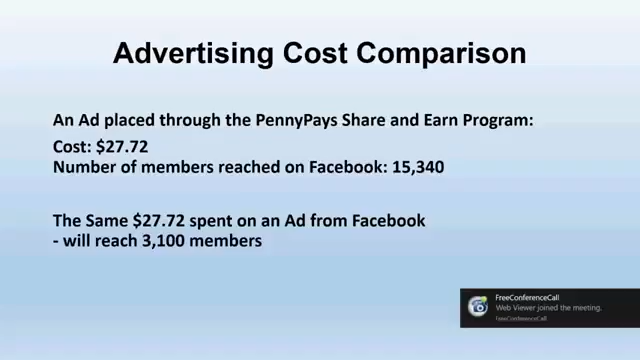 Advertising Cost Comparison
An Ad placed through the PennyPays Share and Earn Program:
Cost: $27.72
Number of members reached on Facebook: 15,340
The Same $27.72 spent on an Ad from Facebook
- will reach 3,100 members
FreeConferenceCall
Web Viewer joined the meeting.
FreeConferenceCall